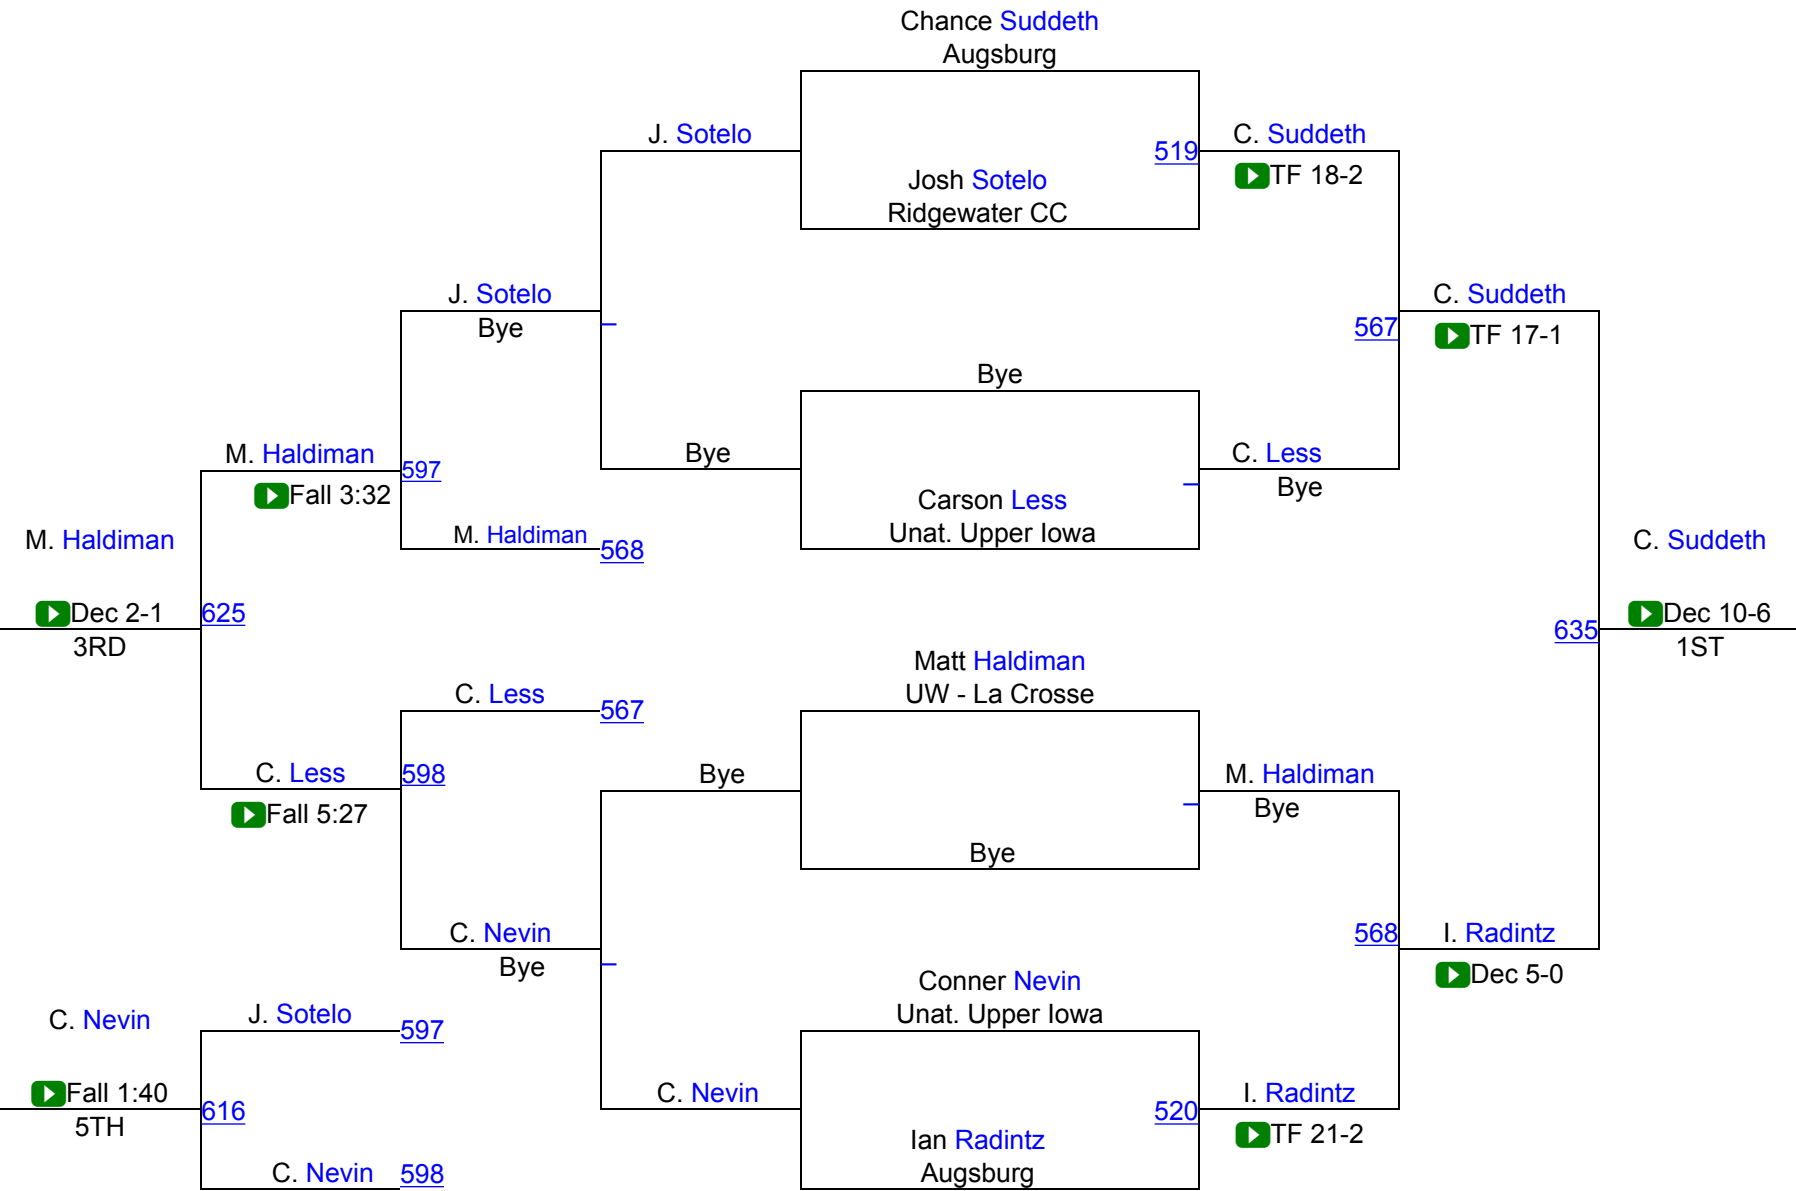 Chance Suddeth
Augsburg
J. Sotelo
519
C. Suddeth
TF 18-2
Josh Sotelo
Ridgewater CC
J. Sotelo
Bye
567
C. Suddeth
TF 17-1
Bye
M. Haldiman
Fall 3:32
597
Bye
C. Less
Bye
Carson Less
Unat. Upper Iowa
M. Haldiman
568
M. Haldiman
Dec 2-1
3RD
625
C. Suddeth
635
Dec 10-6
1ST
Matt Haldiman
UW - La Crosse
C. Less
567
C. Less
Fall 5:27
598
Bye
M. Haldiman
Bye
Bye
C. Nevin
Bye
568
I. Radintz
Dec 5-0
Conner Nevin
Unat. Upper Iowa
C. Nevin
J. Sotelo
597
Fall 1:40
5TH
616
C. Nevin
520
I. Radintz
TF 21-2
Ian Radintz
Augsburg
C. Nevin
598